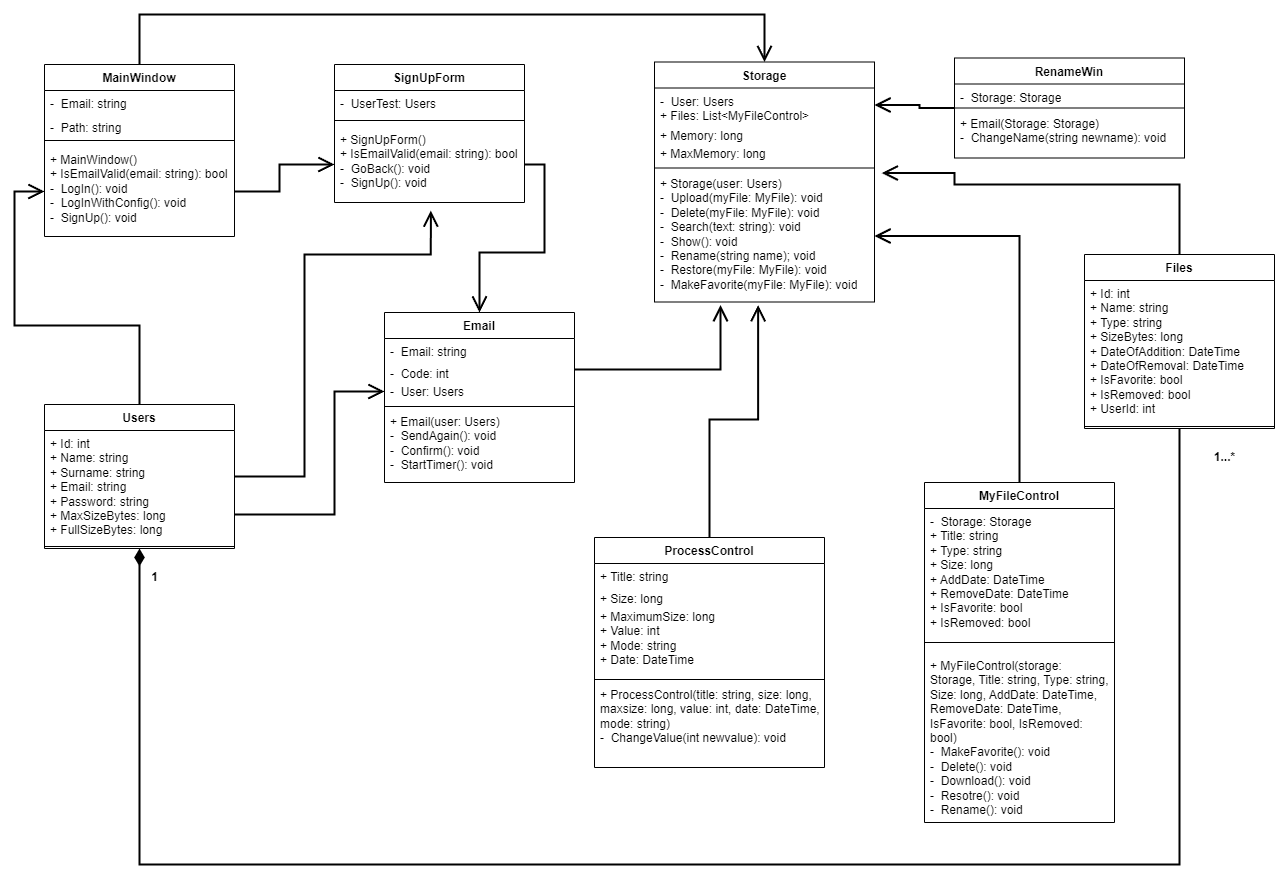 MainWindow
- Email: string
- Path: string
+ MainWindow()
+ IsEmailValid(email: string): bool
- LogIn(): void
- LogInWithConfig(): void
- SignUp(): void
SignUpForm
- UserTest: Users
+ SignUpForm()
+ IsEmailValid(email: string): bool
- GoBack(): void
- SignUp(): void
Storage
- User: Users
+ Files: List<MyFileControl>
+ Memory: long
+ MaxMemory: long
+ Storage(user: Users)
- Upload(myFile: MyFile): void
- Delete(myFile: MyFile): void
- Search(text: string): void
- Show(): void
- Rename(string name); void
- Restore(myFile: MyFile): void
- MakeFavorite(myFile: MyFile): void
RenameWin
- Storage: Storage
+ Email(Storage: Storage)
- ChangeName(string newname): void
Files
+ Id: int
+ Name: string
+ Type: string
+ SizeBytes: long
+ DateOfAddition: DateTime
+ DateOfRemoval: DateTime
+ IsFavorite: bool
+ IsRemoved: bool
+ UserId: int
1...*
Email
- Email: string
- Code: int
- User: Users
+ Email(user: Users)
- SendAgain(): void
- Confirm(): void
- StartTimer(): void
Users
+ Id: int
+ Name: string
+ Surname: string
+ Email: string
+ Password: string
+ MaxSizeBytes: long
+ FullSizeBytes: long
1
ProcessControl
+ Title: string
+ Size: long
+ MaximumSize: long
+ Value: int
+ Mode: string
+ Date: DateTime
+ ProcessControl(title: string, size: long,
maxsize: long, value: int, date: DateTime,
mode: string)
- ChangeValue(int newvalue): void
MyFileControl
- Storage: Storage
+ Title: string
+ Type: string
+ Size: long
+ AddDate: DateTime
+ RemoveDate: DateTime
+ IsFavorite: bool
+ IsRemoved: bool
+ MyFileControl(storage:
Storage, Title: string, Type: string,
Size: long, AddDate: DateTime,
RemoveDate: DateTime,
IsFavorite: bool, IsRemoved:
bool)
- MakeFavorite(): void
- Delete(): void
- Download(): void
- Resotre(): void
- Rename(): void